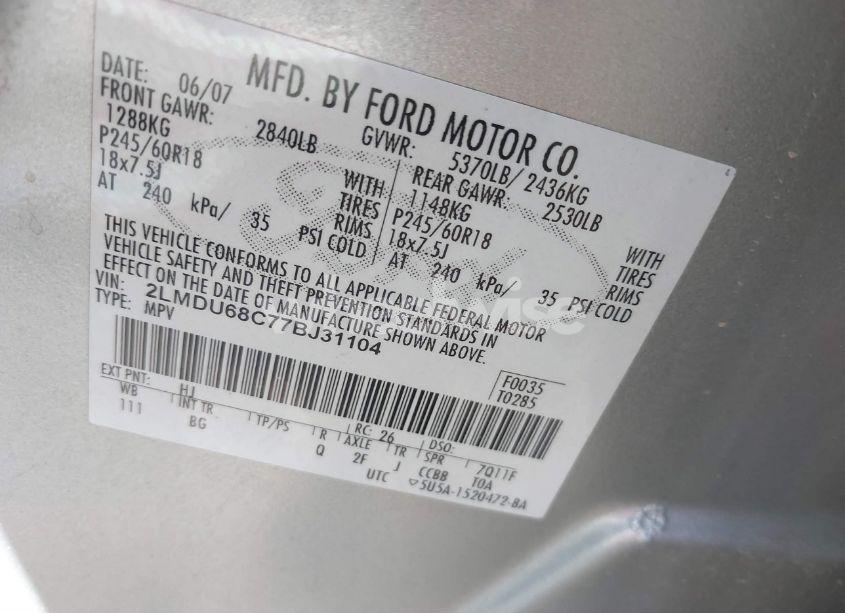 MFD. BY FORD MOTOR CO.
DATE: 06/07 GVWR: 5370LB/ 2436KG
FRONT GAWR: 2840LB REAR GAWR: 2530LB
1288KG WITH 1148KG WITH
P245/60R18 TIRES P245/60R18 TIRES
18x7.5J RIMS 18x7.5J RIMS
AT 240 kPa/ 35 PSI COLD AT 240 kPa/ 35 PSI COLD
THIS VEHICLE CONFORMS TO ALL APPLICABLE FEDERAL MOTOR
VEHICLE SAFETY AND THEFT PREVENTION STANDARDS IN
EFFECT ON THE DATE OF MANUFACTURE SHOWN ABOVE.
VIN: 2LMDU68C77BJ31104
TYPE: MPV
F0035
T0285
EXT PNT: HJ RC: 26 DSO:
WB INT TR TP/PS R AXLE TR SPR 7Q11F
111 BG Q 2F J CCBB T0A
UTC 5U5A-1520472-BA